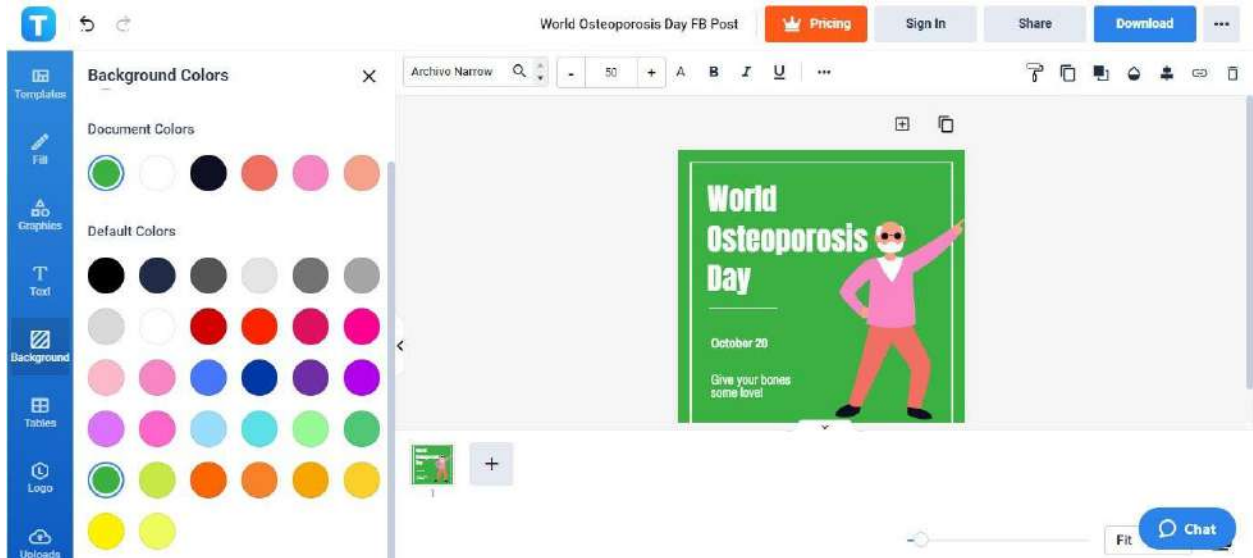 T
World Osteoporosis Day FB Post
Pricing
Sign In
Share
Download
Templates
Fill
Graphics
T
Text
Background
Tables
Logo
Uploads
Background Colors
Document Colors
Default Colors
Archivo Narrow
- 50 +
A B I U
World
Osteoporosis
Day
October 20
Give your bones
some love!
1
Fit
Chat